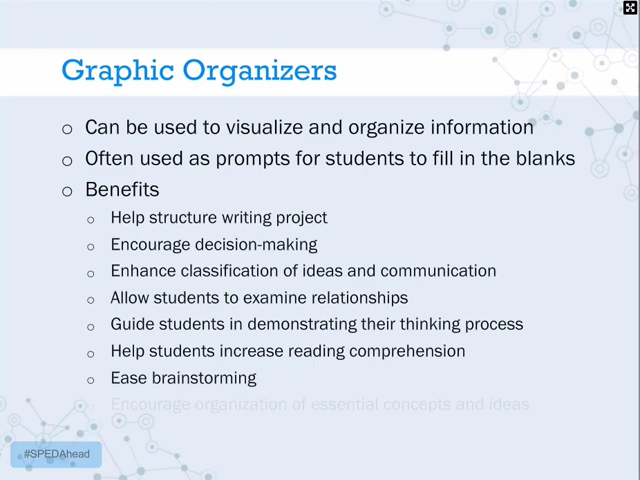 Graphic Organizers
o Can be used to visualize and organize information
o Often used as prompts for students to fill in the blanks
o Benefits
o Help structure writing project
o Encourage decision-making
o Enhance classification of ideas and communication
o Allow students to examine relationships
o Guide students in demonstrating their thinking process
o Help students increase reading comprehension
o Ease brainstorming
Encourage organization of essential concepts and ideas
#SPEDAhead